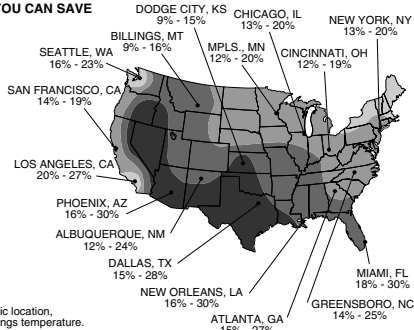 YOU CAN SAVE
DODGE CITY, KS
9% - 15%
CHICAGO, IL
13% - 20%
NEW YORK, NY
13% - 20%
BILLINGS, MT
9% - 16%
SEATTLE, WA
16% - 23%
MPLS., MN
12% - 20%
CINCINNATI, OH
12% - 19%
SAN FRANCISCO, CA
14% - 19%
LOS ANGELES, CA
20% - 27%
PHOENIX, AZ
16% - 30%
ALBUQUERQUE, NM
12% - 24%
DALLAS, TX
15% - 28%
NEW ORLEANS, LA
16% - 30%
ATLANTA, GA
15% - 27%
MIAMI, FL
18% - 30%
GREENSBORO, NC
14% - 25%
ic location,
ngs temperature.